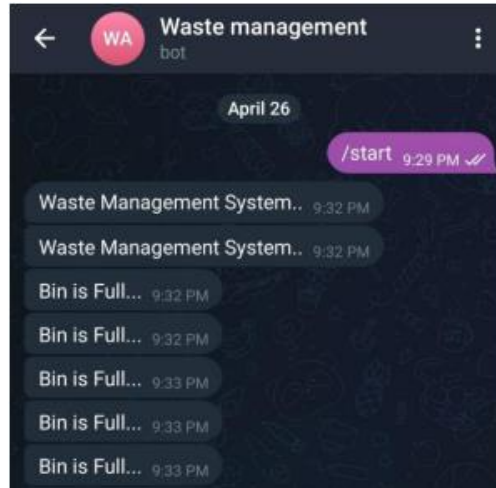 WA
Waste management
bot
April 26
/start 9:29 PM
Waste Management System.. 9:32 PM
Waste Management System.. 9:32 PM
Bin is Full... 9:32 PM
Bin is Full... 9:32 PM
Bin is Full... 9:33 PM
Bin is Full... 9:33 PM
Bin is Full... 9:33 PM